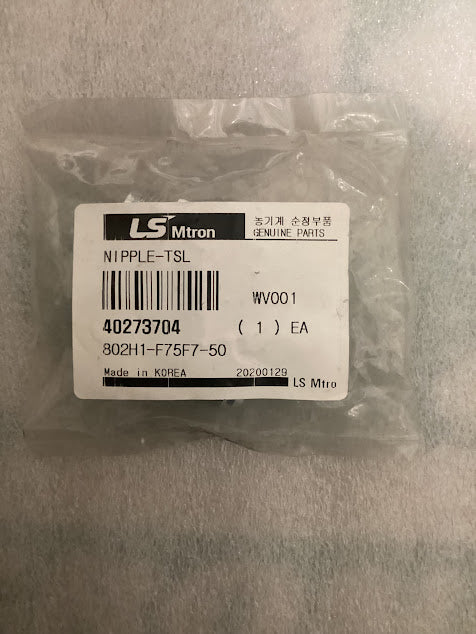 LS Mtron
농기계 순정부품
GENUINE PARTS
NIPPLE-TSL
WV001
40273704
( 1 ) EA
802H1-F75F7-50
Made in KOREA
20200129
LS Mtro